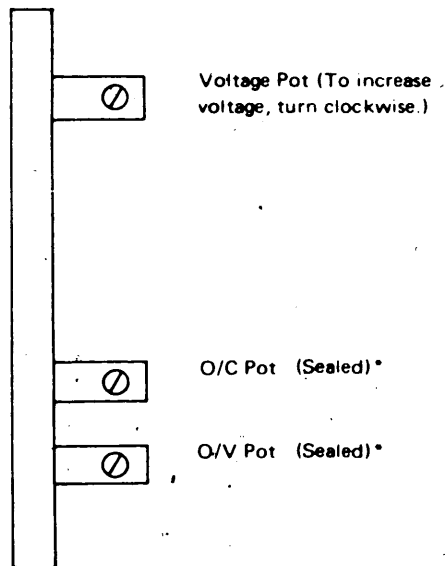 Voltage Pot (To increase
voltage, turn clockwise.)
O/C Pot (Sealed)*
O/V Pot (Sealed)*